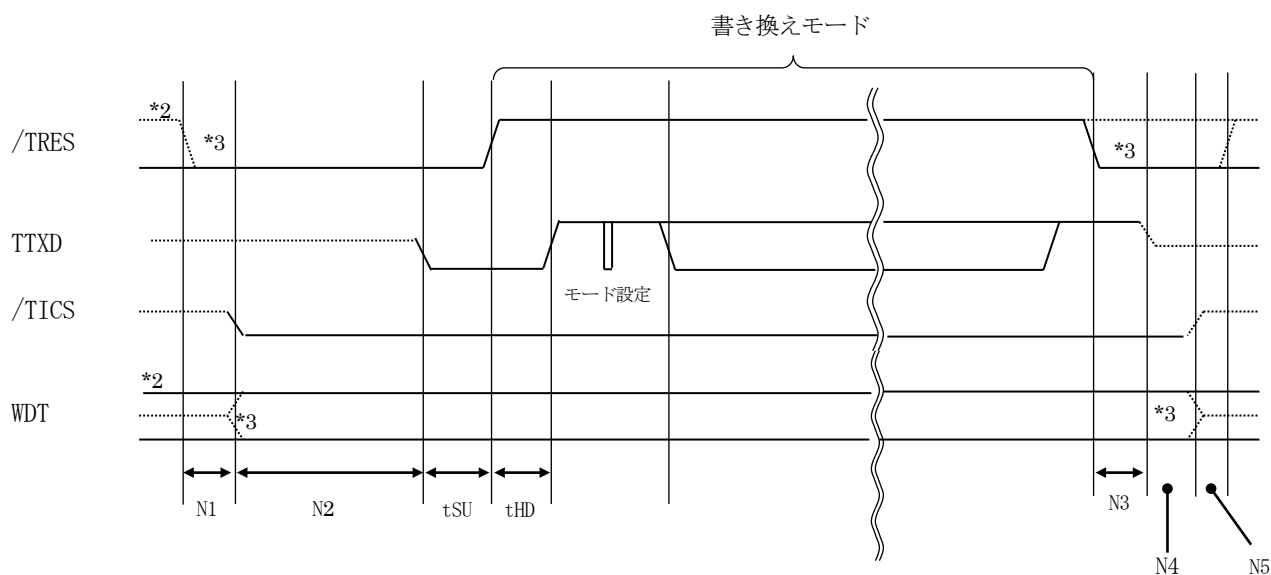 書き換えモード
*2
/TRES
*3
*3
TTXD
モード設定
/TICS
*2
WDT
*3
*3
N1
N2
tSU
tHD
N3
N4
N5